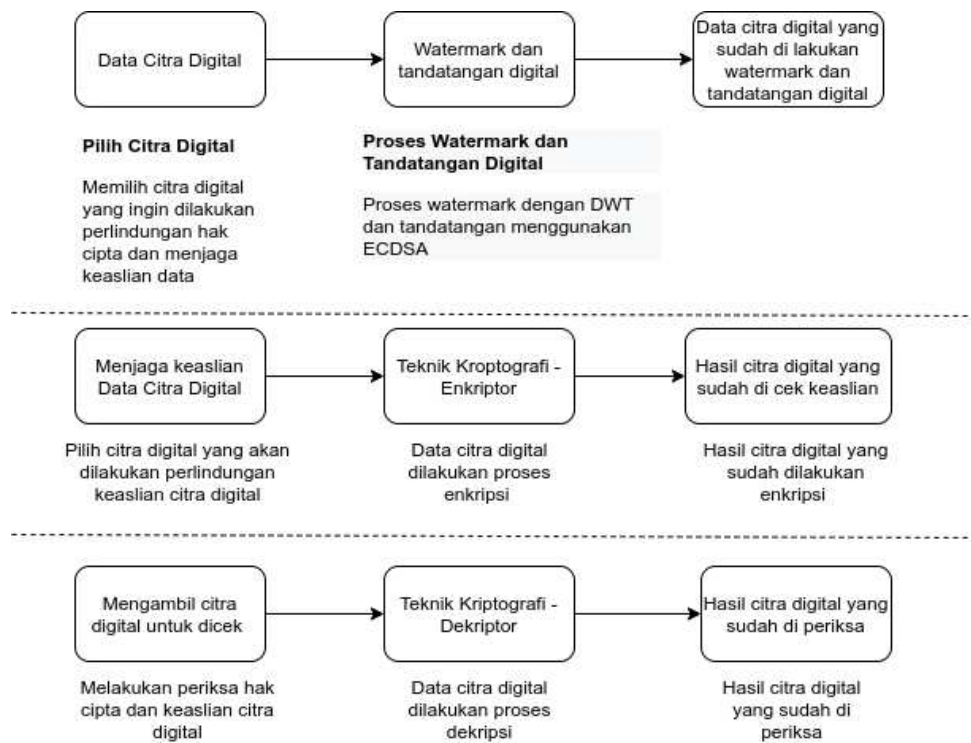 Data Citra Digital
Watermark dan
tandatangan digital
Data citra digital yang
sudah di lakukan
watermark dan
tandatangan digital
Pilih Citra Digital
Memilih citra digital
yang ingin dilakukan
perlindungan hak
cipta dan menjaga
keaslian data
Proses Watermark dan
Tandatangan Digital
Proses watermark dengan DWT
dan tandatangan menggunakan
ECDSA
Menjaga keaslian
Data Citra Digital
Teknik Kroptografi -
Enkriptor
Hasil citra digital yang
sudah di cek keaslian
Pilih citra digital yang akan
dilakukan perlindungan
keaslian citra digital
Data citra digital
dilakukan proses
enkripsi
Hasil citra digital yang
sudah dilakukan
enkripsi
Mengambil citra
digital untuk dicek
Teknik Kriptografi -
Dekriptor
Hasil citra digital yang
sudah di periksa
Melakukan periksa hak
cipta dan keaslian citra
digital
Data citra digital
dilakukan proses
dekripsi
Hasil citra digital
yang sudah di
periksa